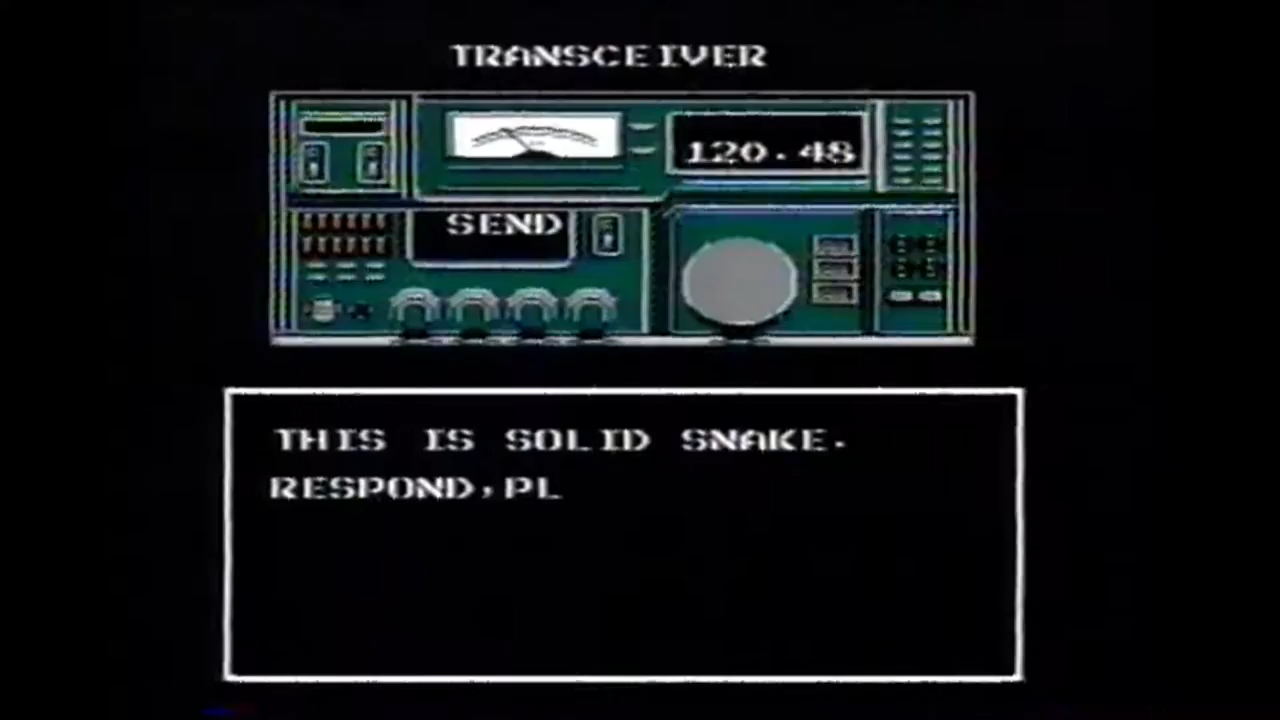 TRANSCEIVER
120.48
SEND
THIS IS SOLID SNAKE.
RESPOND,PL